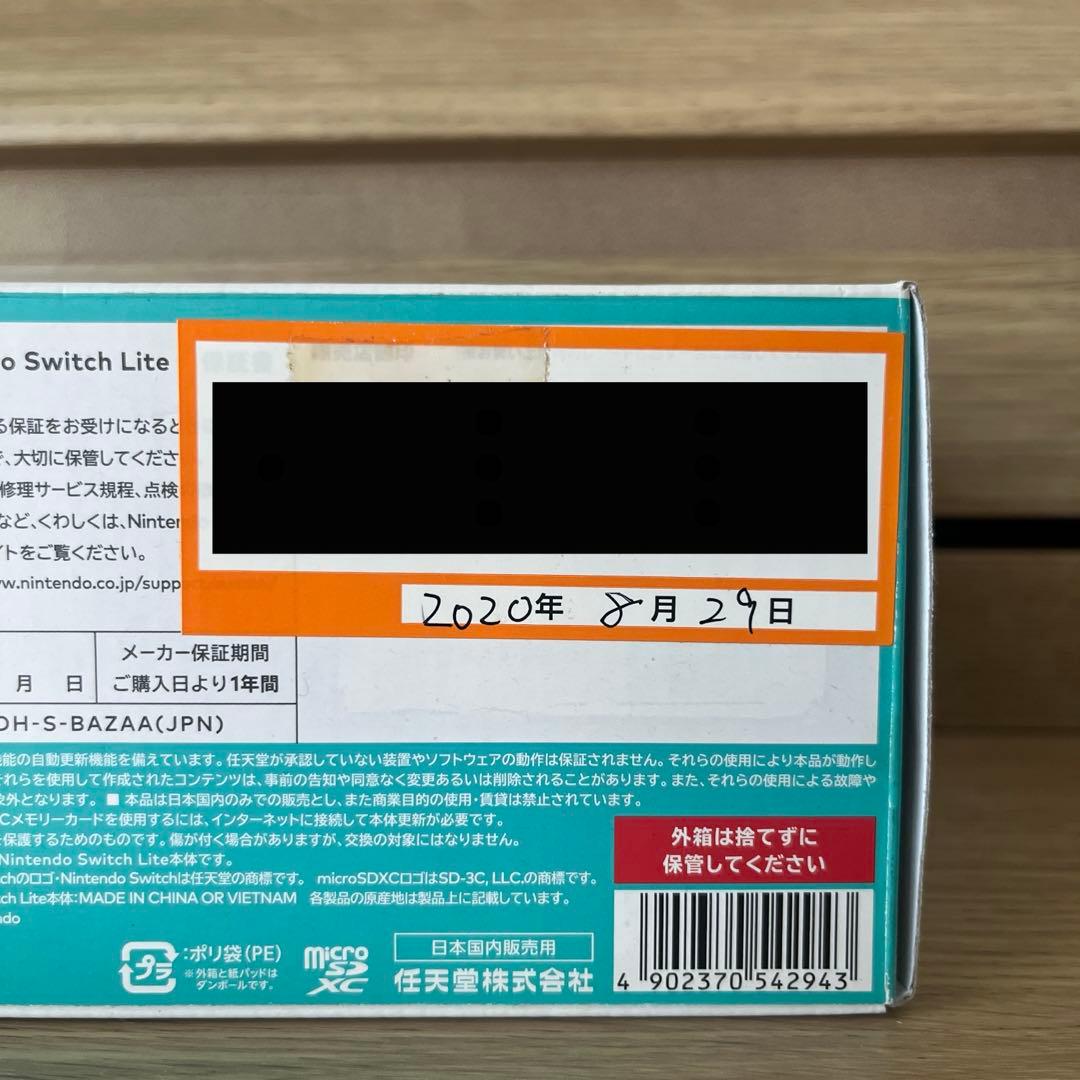 o Switch Lite
る保証をお受けになると
で、大切に保管してくださ
修理サービス規程、点検
など、くわしくは、Ninten
イトをご覧ください。
ww.nintendo.co.jp/supp
2020年 8月29日
月 日
メーカー保証期間
ご購入日より1年間
DH-S-BAZAA(JPN)
能の自動更新機能を備えています。任天堂が承認していない装置やソフトウェアの動作は保証されません。それらの使用により本品が動作し
それらを使用して作成されたコンテンツは、事前の告知や同意なく変更あるいは削除されることがあります。また、それらの使用による故障や
象外となります。■ 本品は日本国内のみでの販売とし、また商業目的の使用・賃貸は禁止されています。
Cメモリーカードを使用するには、インターネットに接続して本体更新が必要です。
を保護するためのものです。傷が付く場合がありますが、交換の対象にはなりません。
Nintendo Switch Lite本体です。
tchのロゴ・Nintendo Switchは任天堂の商標です。 microSDXCロゴはSD-3C, LLC.の商標です。
tch Lite本体:MADE IN CHINA OR VIETNAM 各製品の原産地は製品上に記載しています。
ndo
外箱は捨てずに
保管してください
プラ
:ポリ袋(PE)
※外箱と紙パッドは
ダンボールです。
micro
SD
XC
日本国内販売用
任天堂株式会社
4 902370 542943